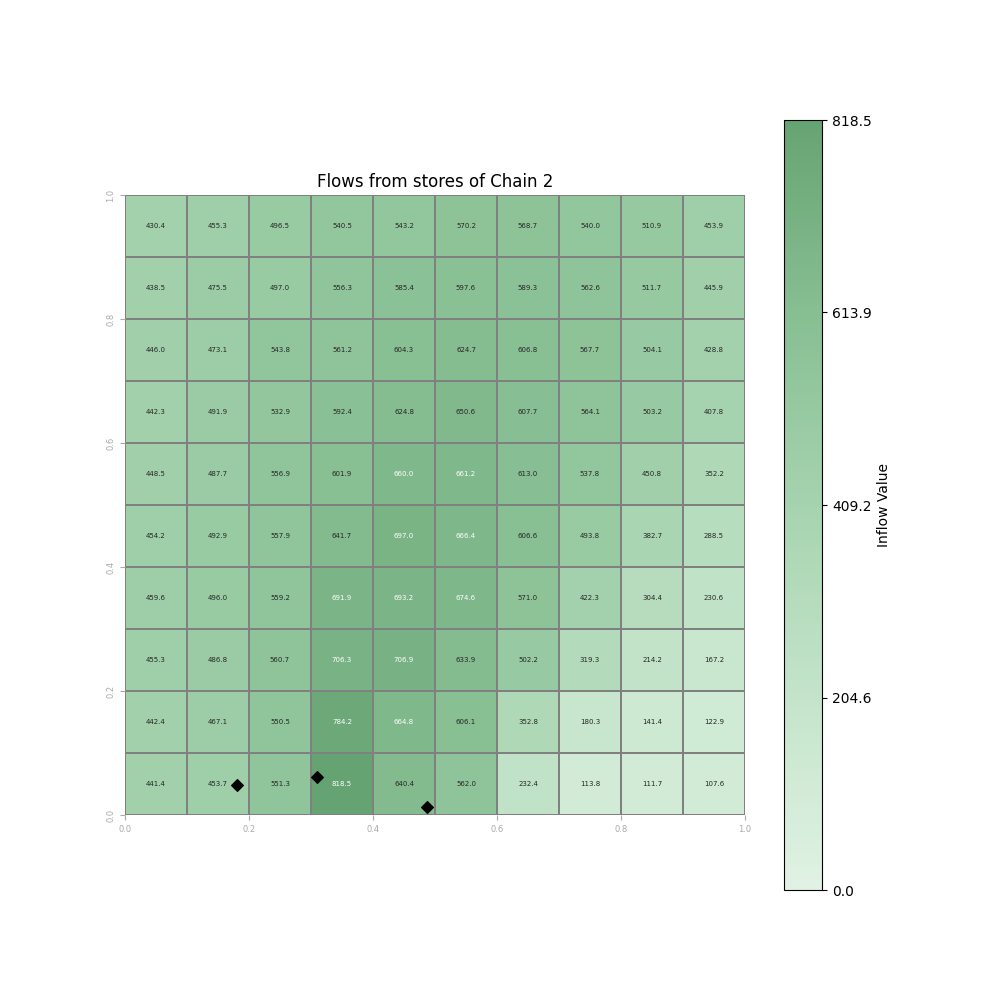 Flows from stores of Chain 2
430.4 455.3 496.5 540.5 543.2 570.2 568.7 540.0 510.9 453.9
438.5 475.5 497.0 556.3 585.4 597.6 589.3 562.6 511.7 445.9
446.0 473.1 543.8 561.2 604.3 624.7 606.8 567.7 504.1 428.8
442.3 491.9 532.9 592.4 624.8 650.6 607.7 564.1 503.2 407.8
448.5 487.7 556.9 601.9 660.0 661.2 613.0 537.8 450.8 352.2
454.2 492.9 557.9 641.7 697.0 666.4 606.6 493.8 382.7 288.5
459.6 496.0 559.2 691.9 693.2 674.6 571.0 422.3 304.4 230.6
455.3 486.8 560.7 706.3 706.9 633.9 502.2 319.3 214.2 167.2
442.4 467.1 550.5 784.2 664.8 606.1 352.8 180.3 141.4 122.9
441.4 453.7 551.3 818.5 640.4 562.0 232.4 113.8 111.7 107.6
1.0
0.8
0.6
0.4
0.2
0.0
0.0 0.2 0.4 0.6 0.8 1.0
818.5
613.9
409.2
204.6
0.0
Inflow Value